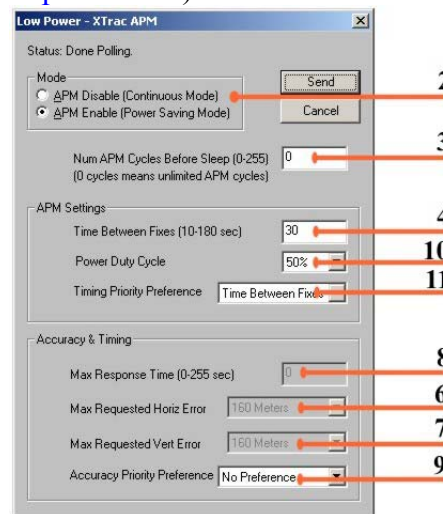 Low Power - XTrac APM
Status: Done Polling.
Mode
APM Disable (Continuous Mode)
APM Enable (Power Saving Mode)
Send
Cancel
2
Num APM Cycles Before Sleep (0-255)
(0 cycles means unlimited APM cycles)
0
3
APM Settings
Time Between Fixes (10-180 sec)
30
4
Power Duty Cycle
50%
10
Timing Priority Preference
Time Between Fixes
11
Accuracy & Timing
Max Response Time (0-255 sec)
0
8
Max Requested Horiz Error
160 Meters
6
Max Requested Vert Error
160 Meters
7
Accuracy Priority Preference
No Preference
9